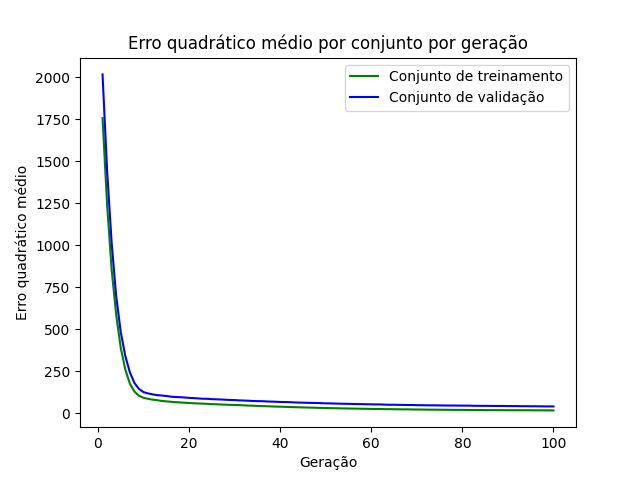 Erro quadrático médio por conjunto por geração
Conjunto de treinamento
Conjunto de validação
2000
1750
1500
1250
1000
750
500
250
0
Erro quadrático médio
0 20 40 60 80 100
Geração